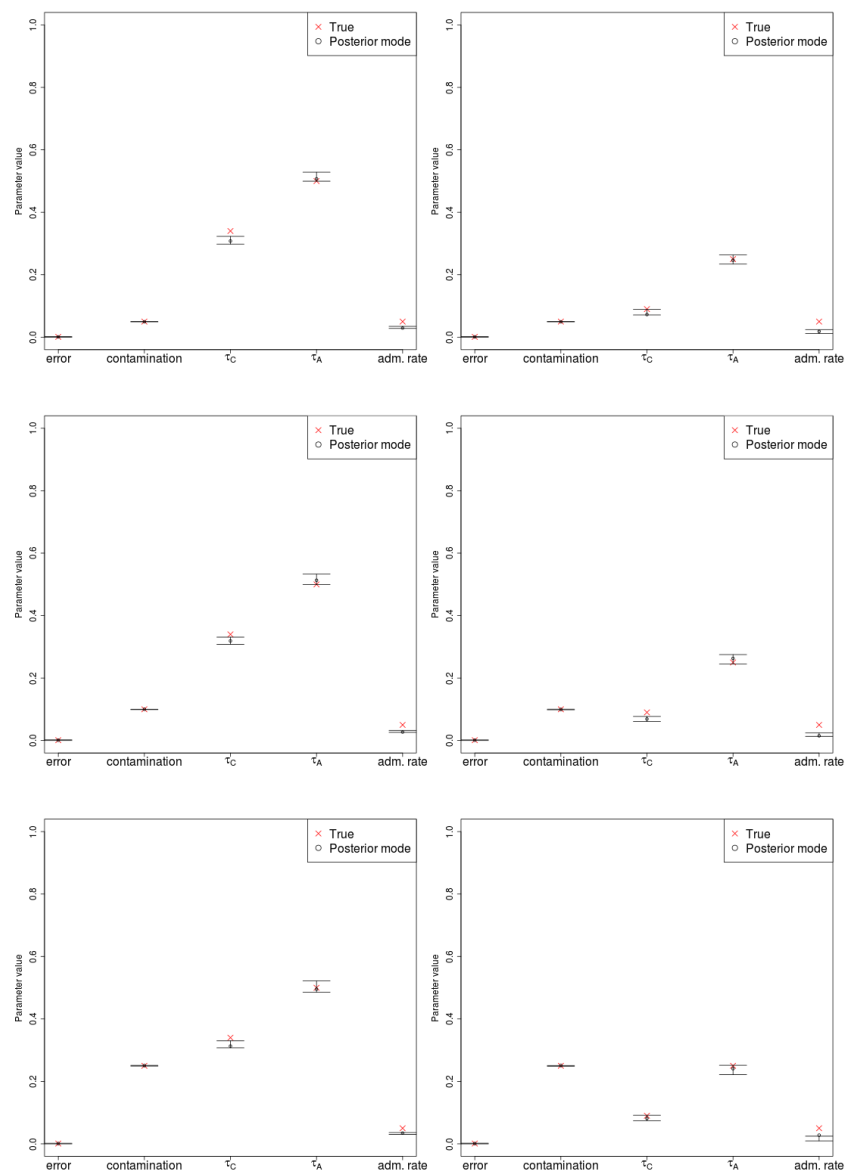 × True
○ Posterior mode
Parameter value
0.0 0.2 0.4 0.6 0.8 1.0
error contamination τC τA adm. rate
× True
○ Posterior mode
Parameter value
0.0 0.2 0.4 0.6 0.8 1.0
error contamination τC τA adm. rate
× True
○ Posterior mode
Parameter value
0.0 0.2 0.4 0.6 0.8 1.0
error contamination τC τA adm. rate
× True
○ Posterior mode
Parameter value
0.0 0.2 0.4 0.6 0.8 1.0
error contamination τC τA adm. rate
× True
○ Posterior mode
Parameter value
0.0 0.2 0.4 0.6 0.8 1.0
error contamination τC τA adm. rate
× True
○ Posterior mode
Parameter value
0.0 0.2 0.4 0.6 0.8 1.0
error contamination τC τA adm. rate